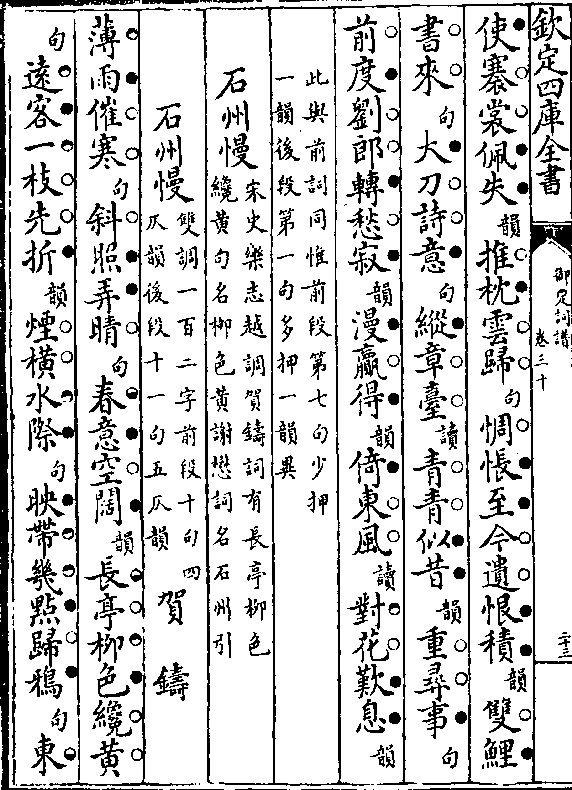 欽定四庫全書
御定詞譜
卷三十
二十三
使褰裳佩失韻推枕雲歸句惆悵至今遺恨積韻雙鯉
書來句大刀詩意句縱章臺讀青青似昔韻重尋事句
前度劉郎轉愁寂韻漫贏得韻倚東風讀對花歎息韻
此與前詞同惟前段第七句少押
一韻後段第一句多押一韻異
石州慢
宋史樂志越調賀鑄詞有長亭柳色
纔黃句名柳色黃謝懋詞名石州引
石州慢
雙調一百二字前段十句四
仄韻後段十一句五仄韻
賀鑄
薄雨催寒句斜照弄晴句春意空闊韻長亭柳色纔黃
句遠客一枝先折韻煙橫水際句映帶幾點歸鴉句東